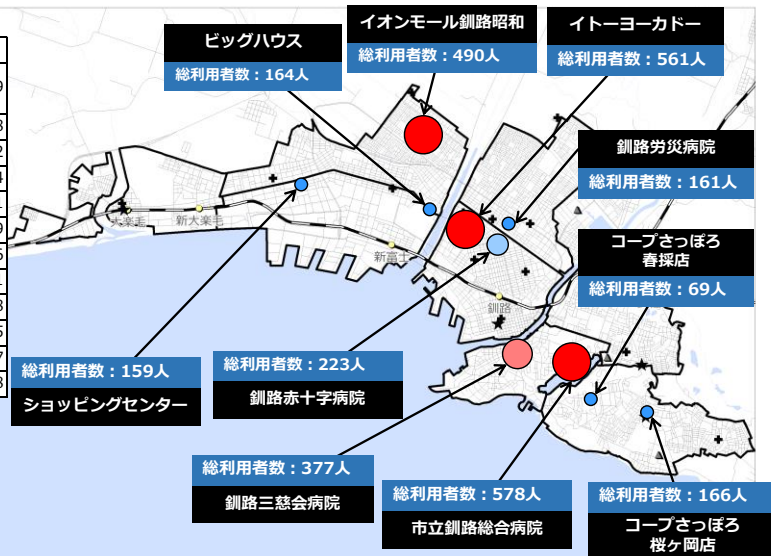 イオンモール釧路昭和
総利用者数：490人
イトーヨーカドー
総利用者数：561人
ビッグハウス
総利用者数：164人
釧路労災病院
総利用者数：161人
コープさっぽろ
春採店
総利用者数：69人
大楽毛
新大楽毛
新富士
釧路
総利用者数：159人
ショッピングセンター
総利用者数：223人
釧路赤十字病院
総利用者数：377人
釧路三慈会病院
総利用者数：578人
市立釧路総合病院
総利用者数：166人
コープさっぽろ
桜ヶ岡店